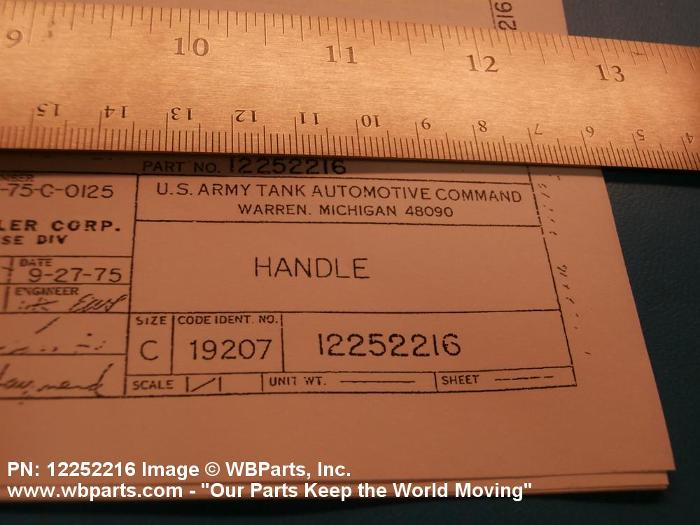 216
9 10 11 12 13
15 14 13 12 11 10 9 8 7 6 5 4
PART NO. 12252216
-75-C-0125
U.S. ARMY TANK AUTOMOTIVE COMMAND
WARREN, MICHIGAN 48090
LER CORP.
SE DIV
DATE
9-27-75
HANDLE
ENGINEER
SIZE CODE IDENT. NO.
C 19207 12252216
SCALE 1/1 UNIT WT. SHEET
PN: 12252216 Image © WBParts, Inc.
www.wbparts.com - "Our Parts Keep the World Moving"